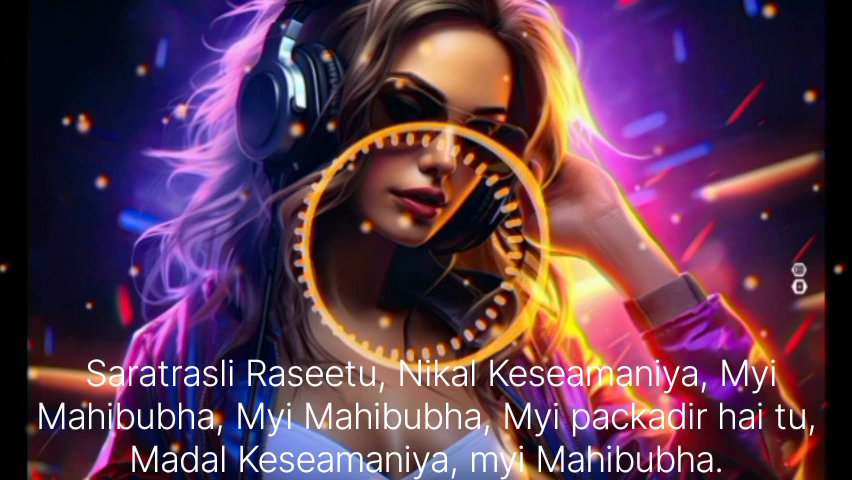 Saratrasli Raseetu, Nikal Keseamaniya, Myi
Mahibubha, Myi Mahibubha, Myi packadir hai tu,
Madal Keseamaniya, myi Mahibubha.